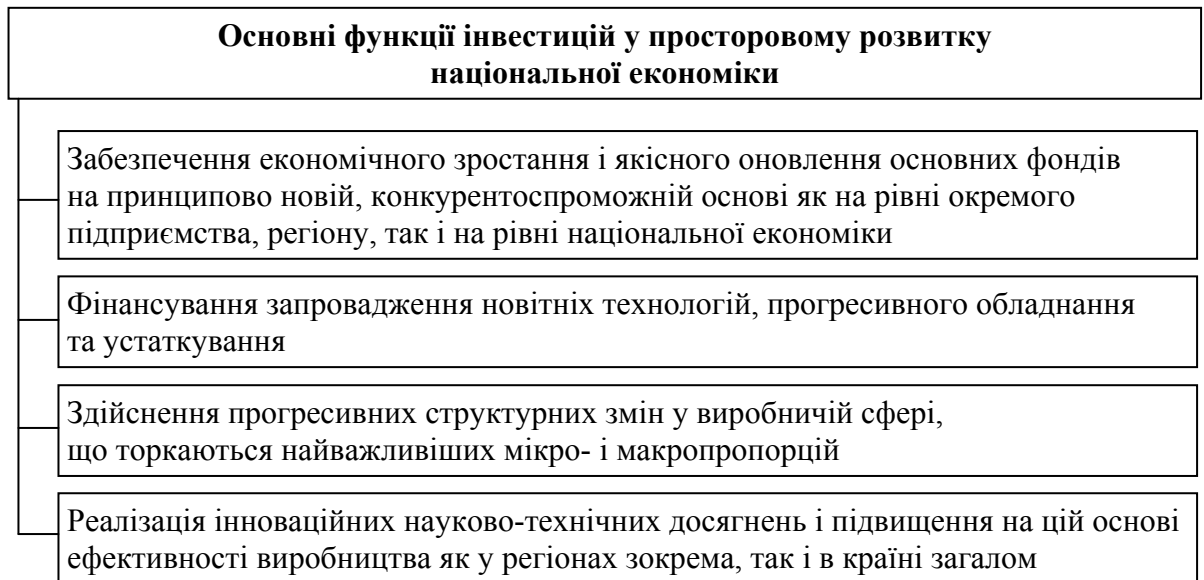 Основні функції інвестицій у просторовому розвитку
національної економіки
Забезпечення економічного зростання і якісного оновлення основних фондів
на принципово новій, конкурентоспроможній основі як на рівні окремого
підприємства, регіону, так і на рівні національної економіки
Фінансування запровадження новітніх технологій, прогресивного обладнання
та устаткування
Здійснення прогресивних структурних змін у виробничій сфері,
що торкаються найважливіших мікро- і макропропорцій
Реалізація інноваційних науково-технічних досягнень і підвищення на цій основі
ефективності виробництва як у регіонах зокрема, так і в країні загалом